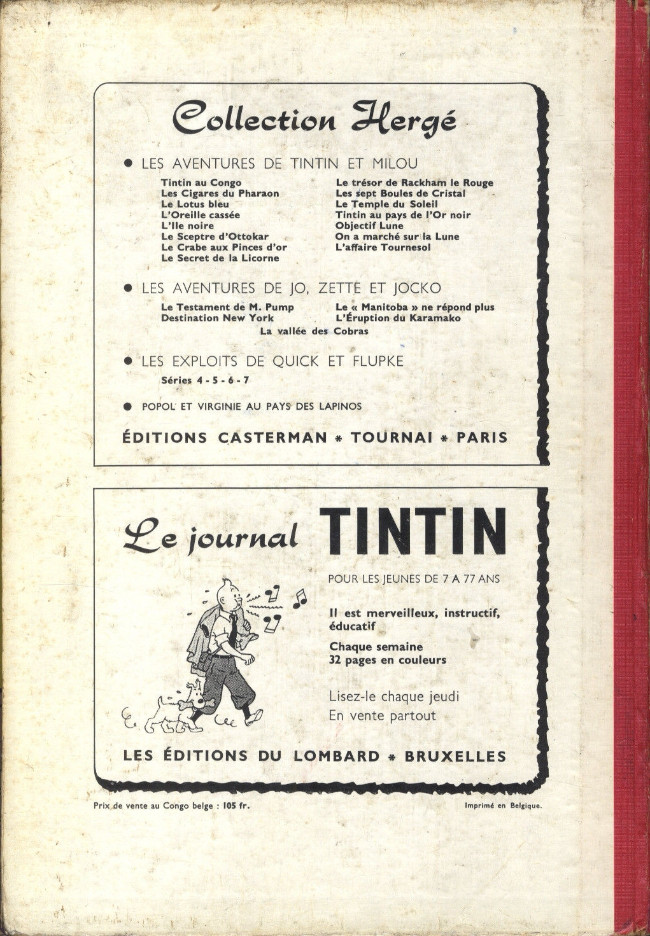 Collection Hergé
● LES AVENTURES DE TINTIN ET MILOU
Tintin au Congo
Les Cigares du Pharaon
Le Lotus bleu
L'Oreille cassée
L'Ile noire
Le Sceptre d'Ottokar
Le Crabe aux Pinces d'or
Le Secret de la Licorne
Le trésor de Rackham le Rouge
Les sept Boules de Cristal
Le Temple du Soleil
Tintin au pays de l'Or noir
Objectif Lune
On a marché sur la Lune
L'affaire Tournesol
● LES AVENTURES DE JO, ZETTE ET JOCKO
Le Testament de M. Pump
Destination New York
Le « Manitoba » ne répond plus
L'Éruption du Karamako
La vallée des Cobras
● LES EXPLOITS DE QUICK ET FLUPKE
Séries 4 - 5 - 6 - 7
● POPOL ET VIRGINIE AU PAYS DES LAPINOS
ÉDITIONS CASTERMAN * TOURNAI * PARIS
Le journal TINTIN
POUR LES JEUNES DE 7 A 77 ANS
Il est merveilleux, instructif,
éducatif
Chaque semaine
32 pages en couleurs
Lisez-le chaque jeudi
En vente partout
LES ÉDITIONS DU LOMBARD * BRUXELLES
Prix de vente au Congo belge : 105 fr.
Imprimé en Belgique.